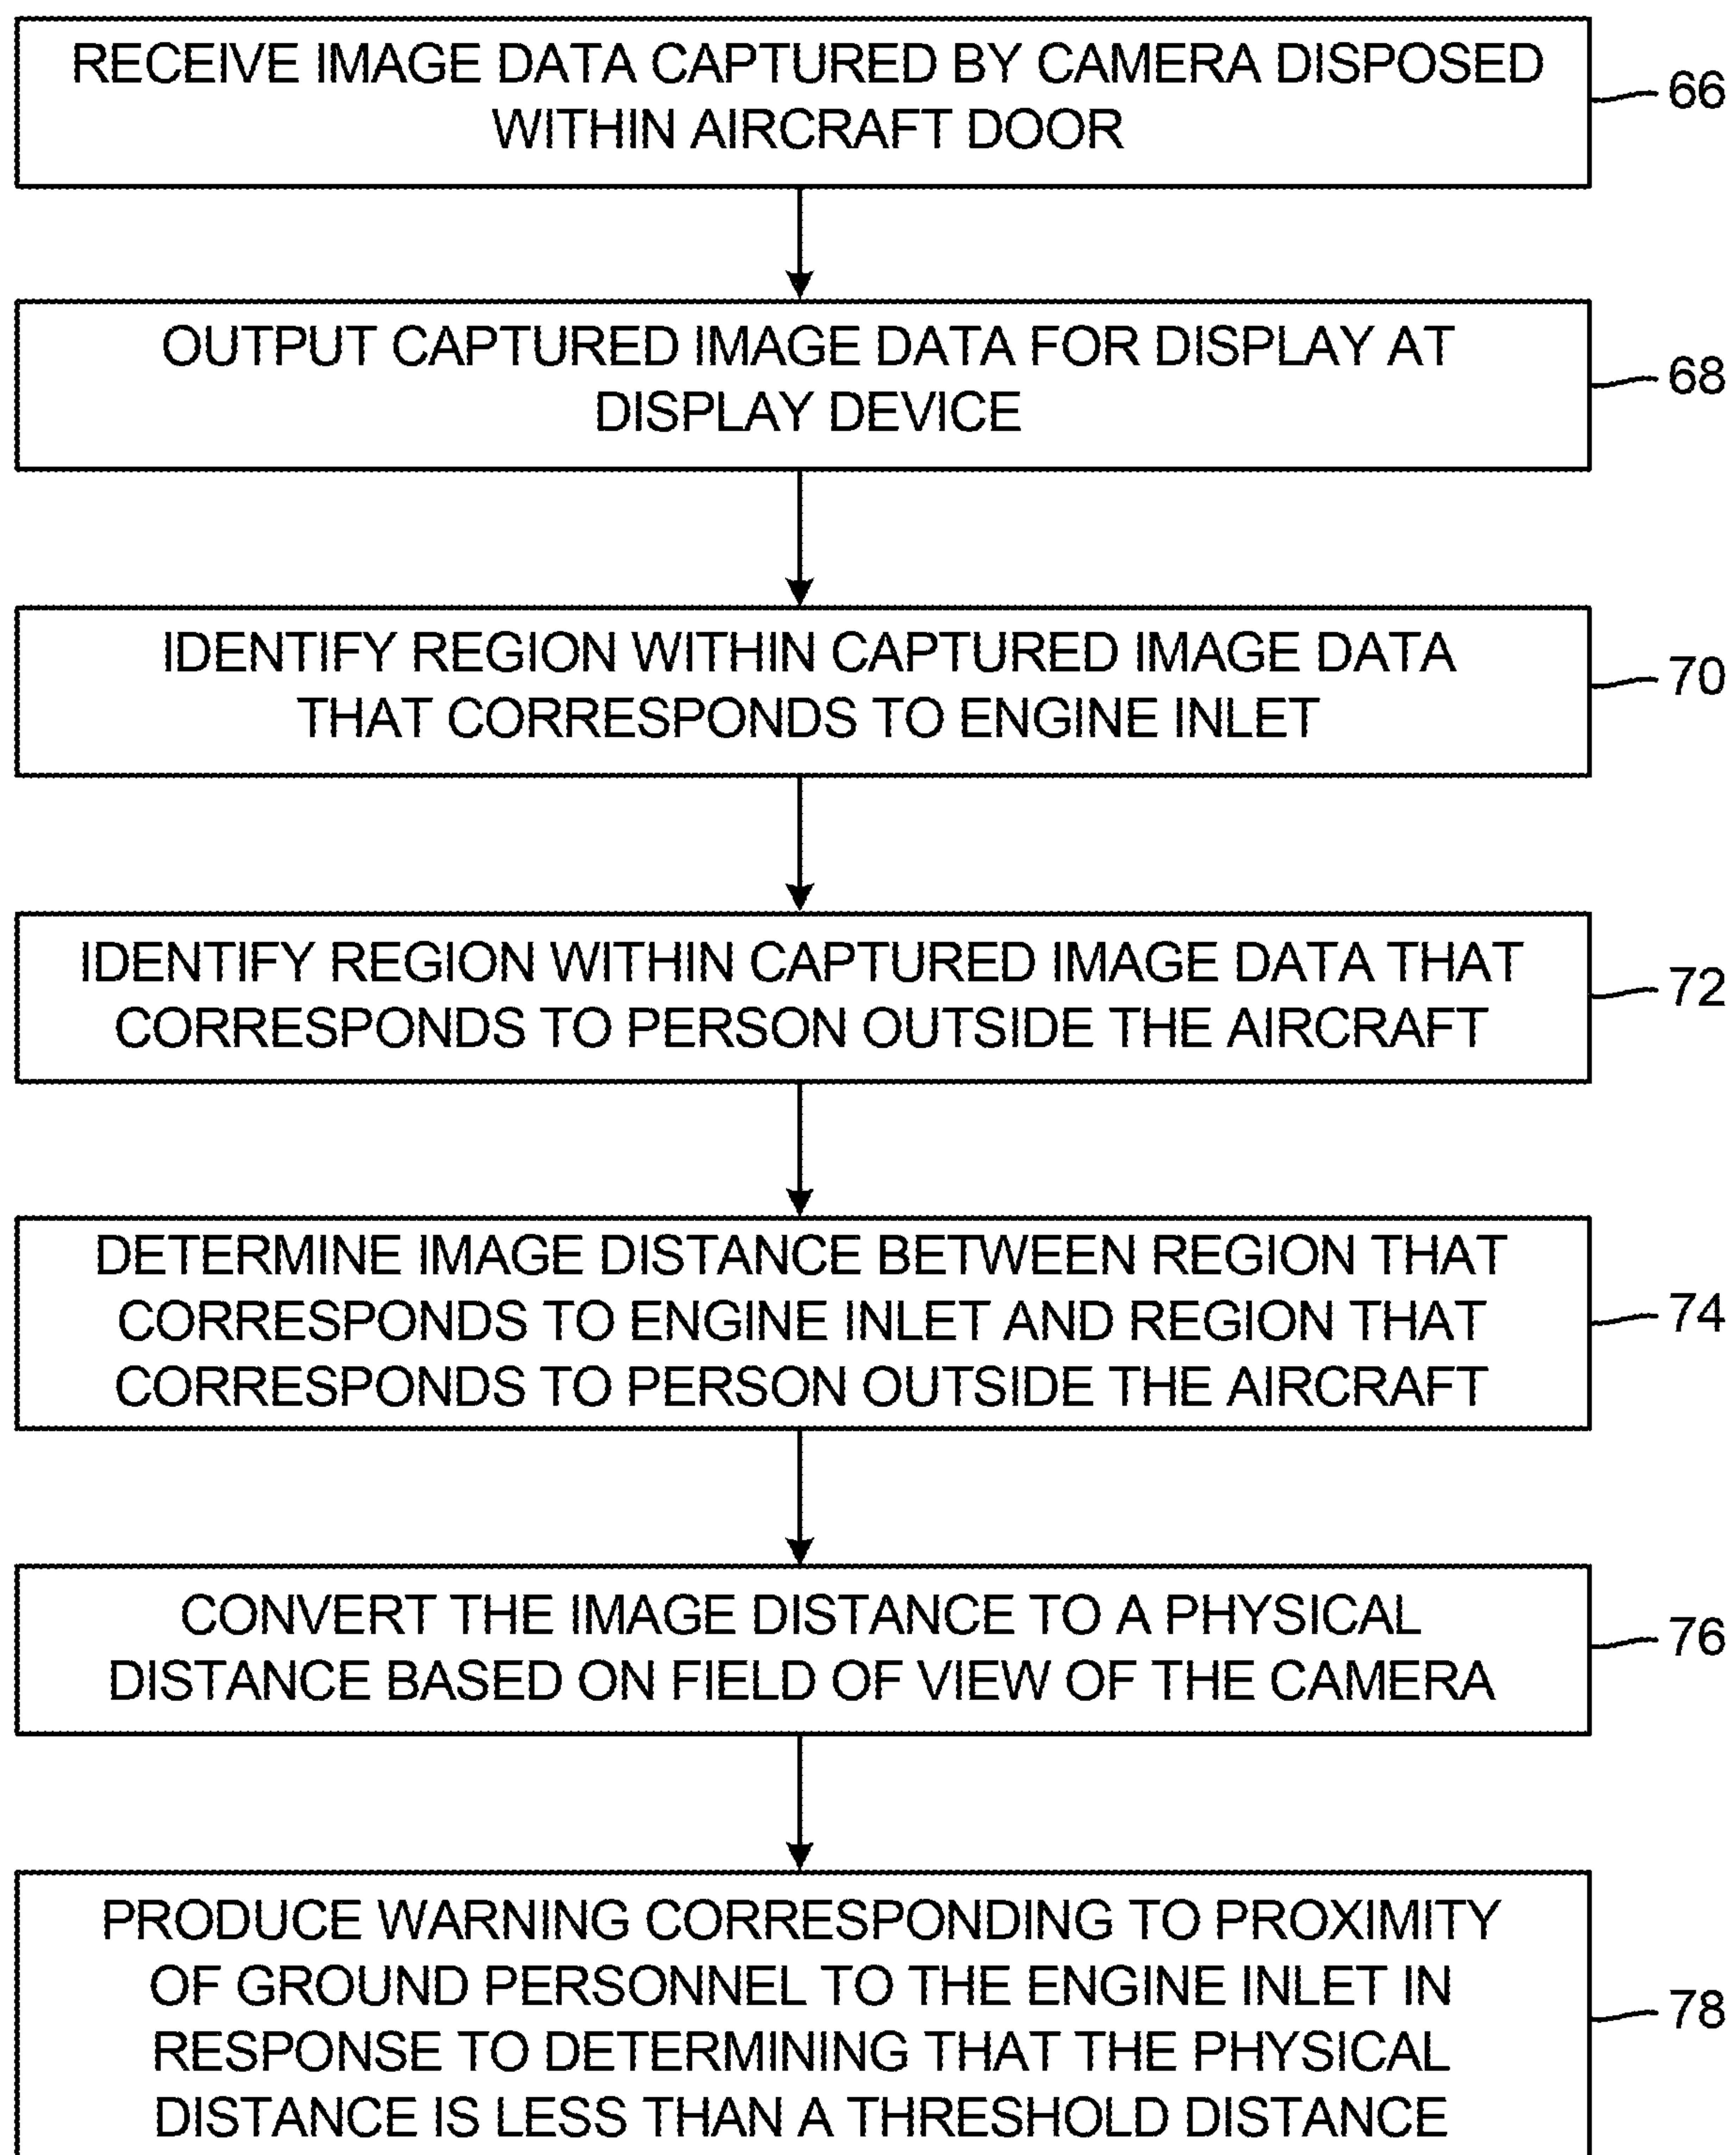 RECEIVE IMAGE DATA CAPTURED BY CAMERA DISPOSED
WITHIN AIRCRAFT DOOR
66
OUTPUT CAPTURED IMAGE DATA FOR DISPLAY AT
DISPLAY DEVICE
68
IDENTIFY REGION WITHIN CAPTURED IMAGE DATA
THAT CORRESPONDS TO ENGINE INLET
70
IDENTIFY REGION WITHIN CAPTURED IMAGE DATA THAT
CORRESPONDS TO PERSON OUTSIDE THE AIRCRAFT
72
DETERMINE IMAGE DISTANCE BETWEEN REGION THAT
CORRESPONDS TO ENGINE INLET AND REGION THAT
CORRESPONDS TO PERSON OUTSIDE THE AIRCRAFT
74
CONVERT THE IMAGE DISTANCE TO A PHYSICAL
DISTANCE BASED ON FIELD OF VIEW OF THE CAMERA
76
PRODUCE WARNING CORRESPONDING TO PROXIMITY
OF GROUND PERSONNEL TO THE ENGINE INLET IN
RESPONSE TO DETERMINING THAT THE PHYSICAL
DISTANCE IS LESS THAN A THRESHOLD DISTANCE
78